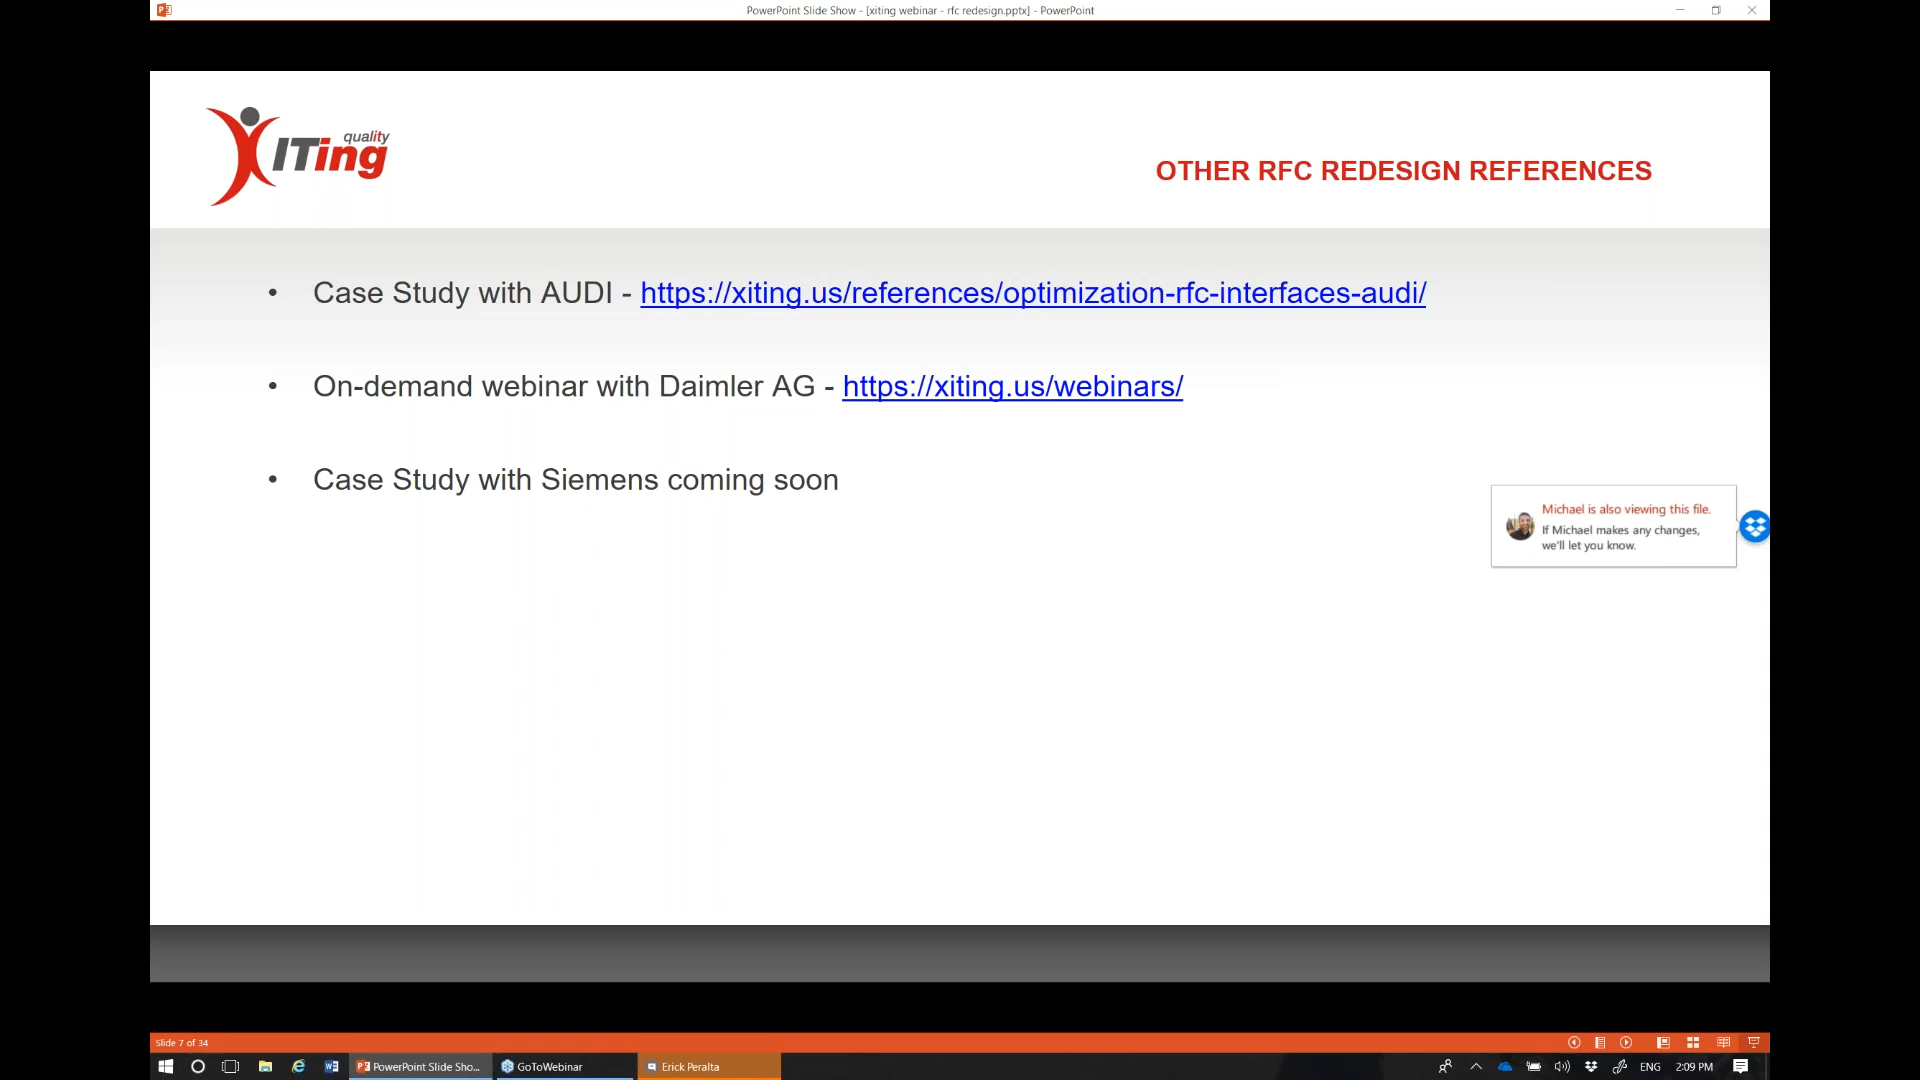 PowerPoint Slide Show - [xiting webinar - rfc redesign.pptx] - PowerPoint
quality
XITing
OTHER RFC REDESIGN REFERENCES
• Case Study with AUDI - https://xiting.us/references/optimization-rfc-interfaces-audi/
• On-demand webinar with Daimler AG - https://xiting.us/webinars/
• Case Study with Siemens coming soon
Michael is also viewing this file.
If Michael makes any changes,
we'll let you know.
Slide 7 of 34
PowerPoint Slide Sho...
GoToWebinar
Erick Peralta
ENG
2:09 PM